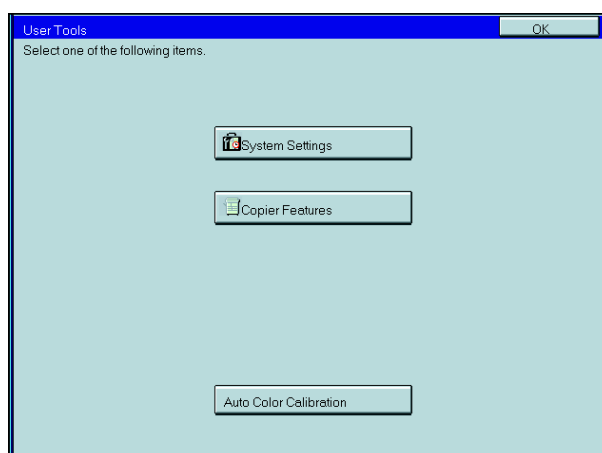 User Tools
OK
Select one of the following items.
System Settings
Copier Features
Auto Color Calibration